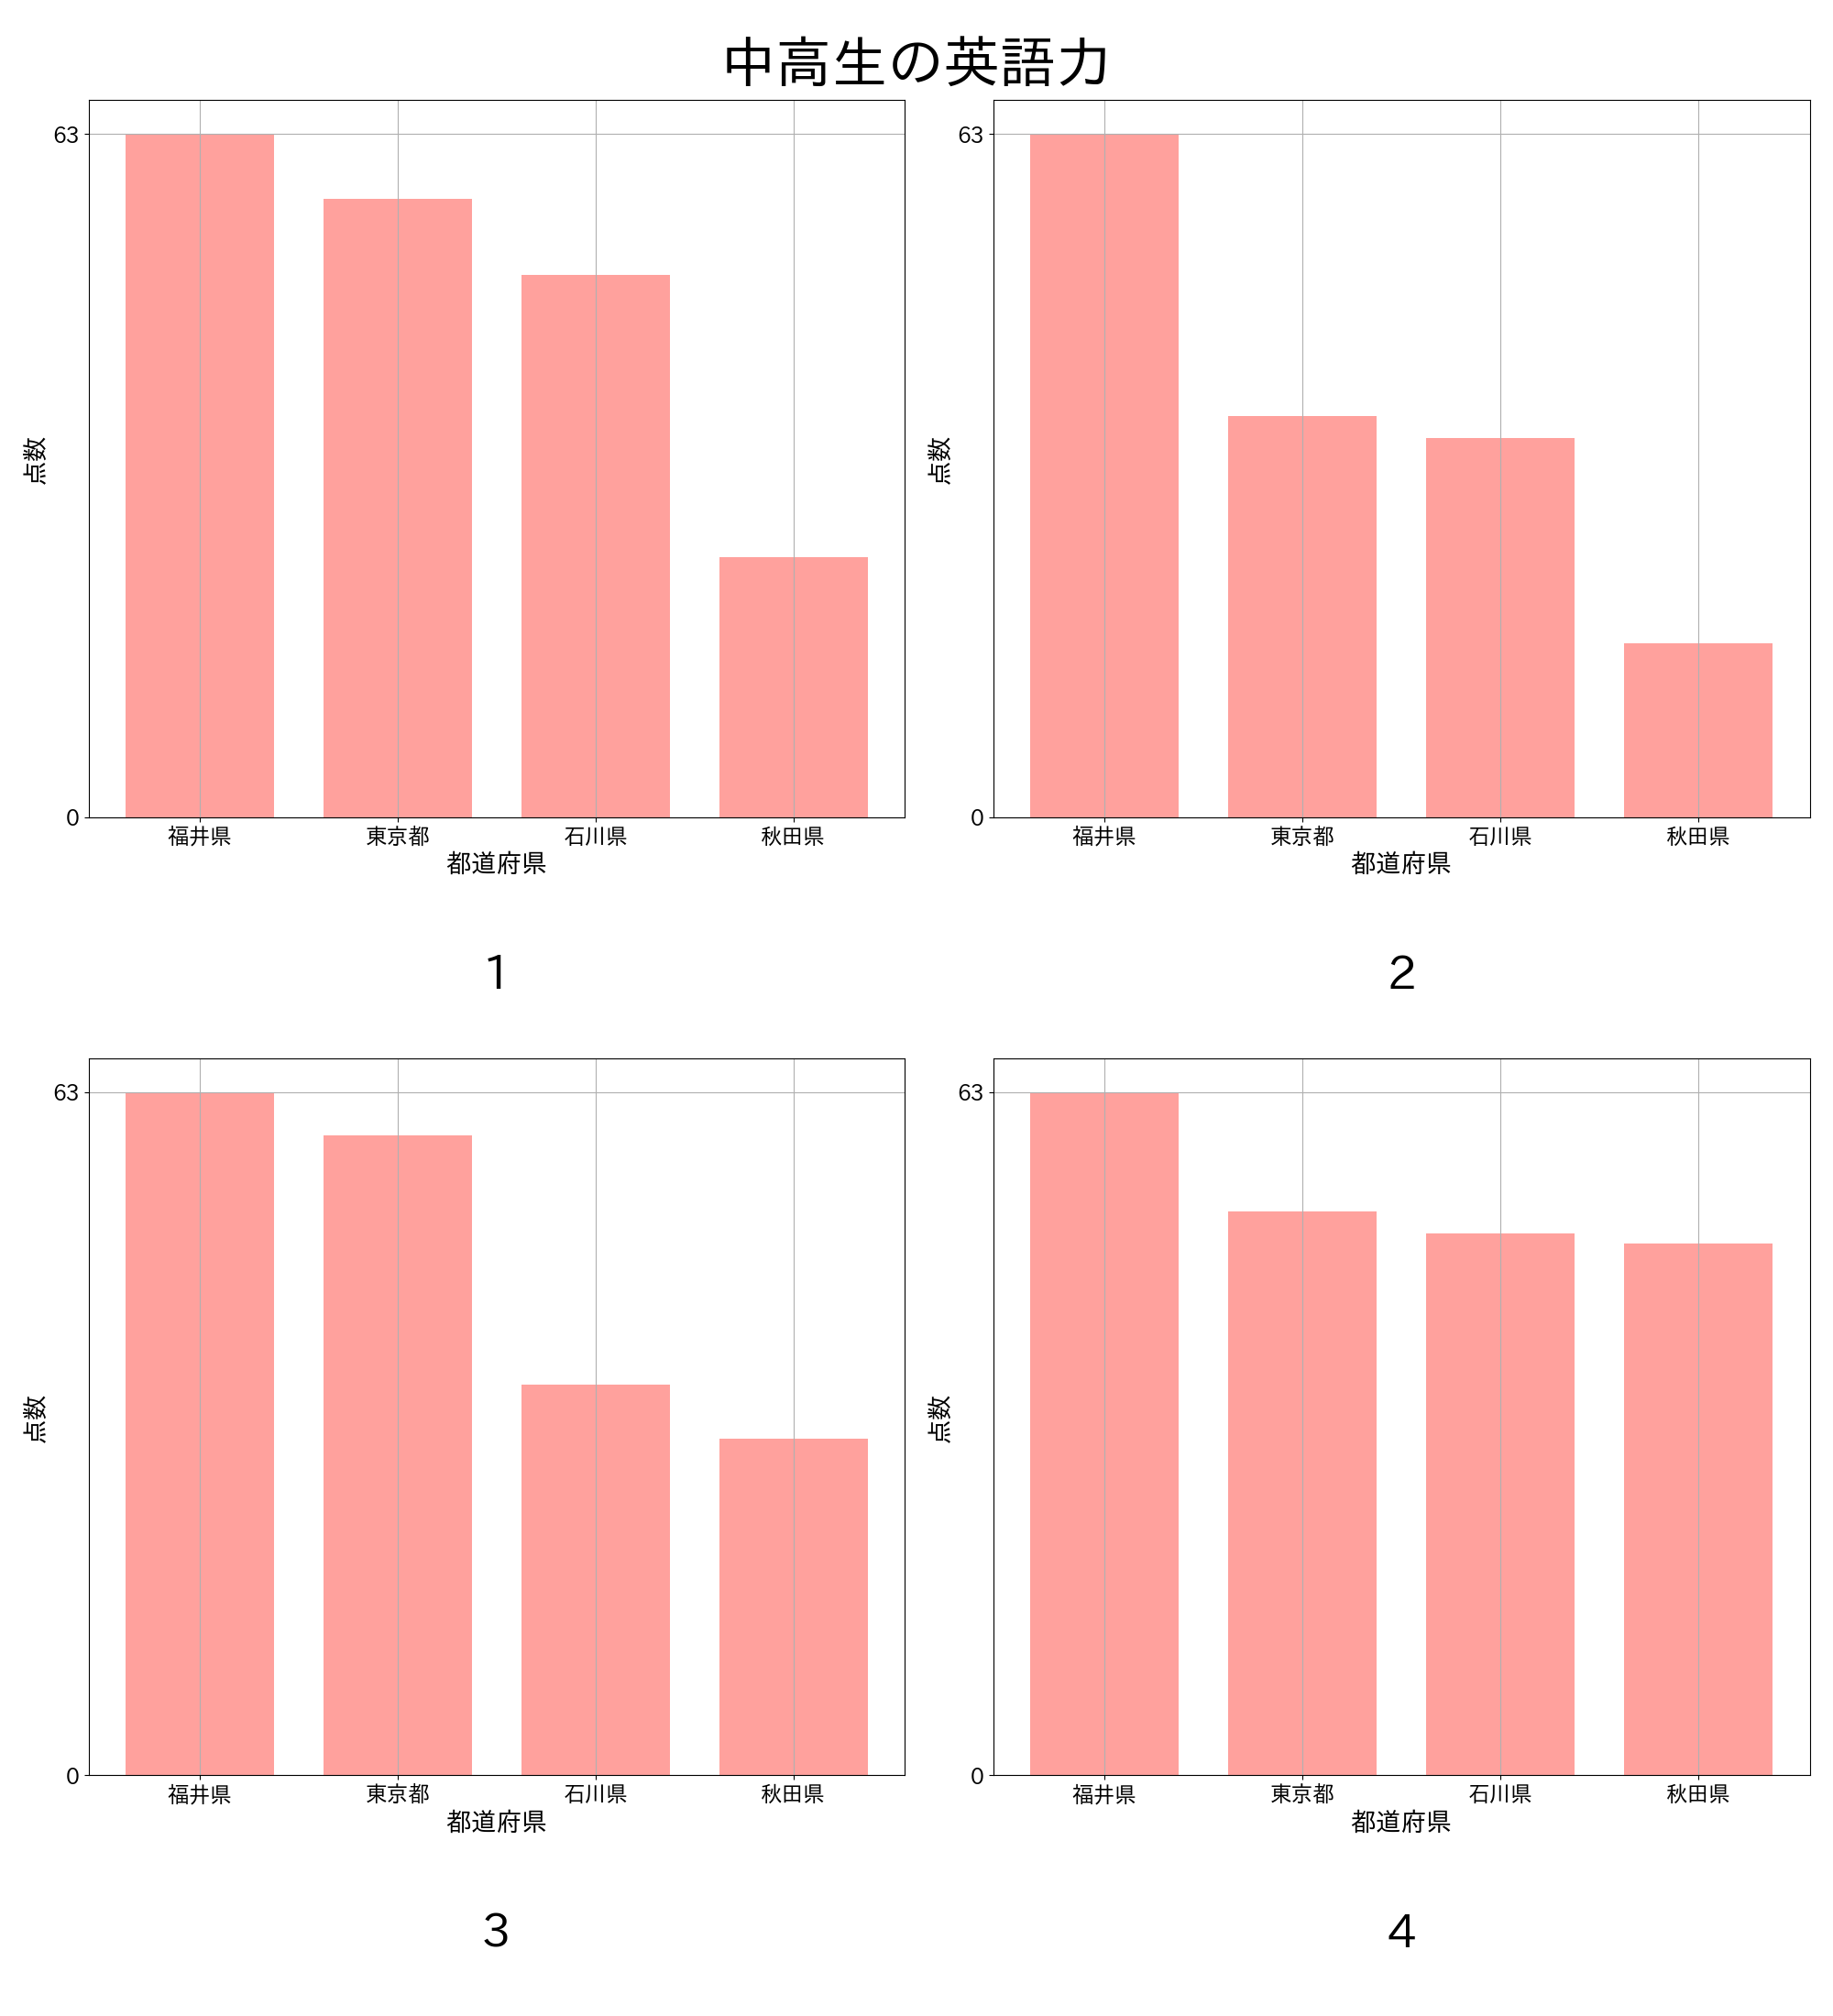 中高生の英語力
63
0
点数
福井県 東京都 石川県 秋田県
都道府県
1
63
0
点数
福井県 東京都 石川県 秋田県
都道府県
2
63
0
点数
福井県 東京都 石川県 秋田県
都道府県
3
63
0
点数
福井県 東京都 石川県 秋田県
都道府県
4